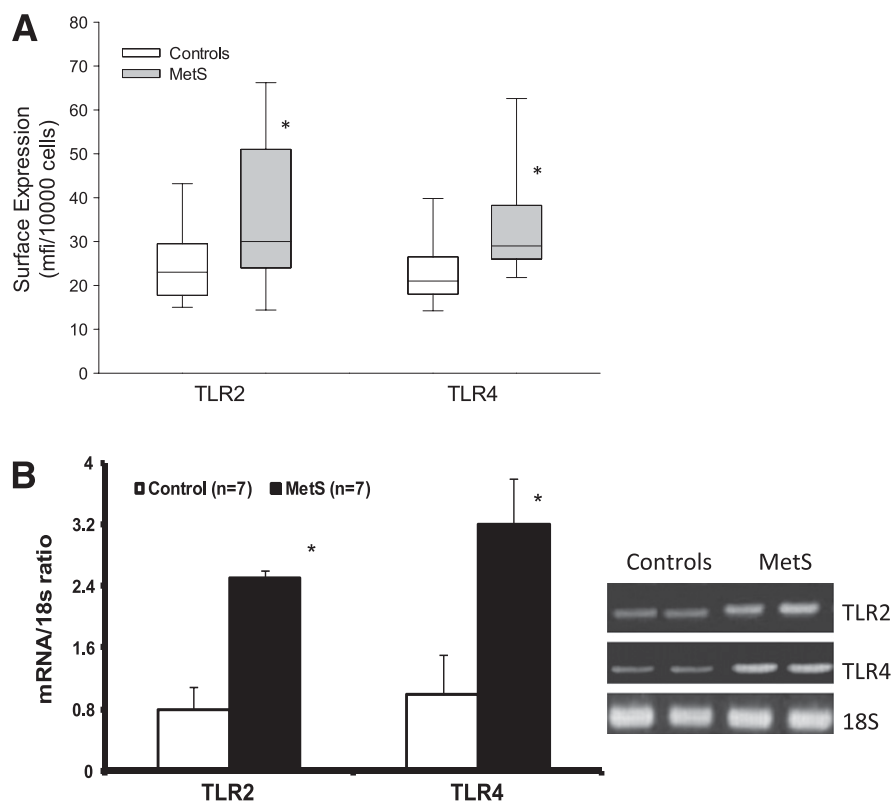 A
80
70
60
50
40
30
20
10
0
Surface Expression
(mfi/10000 cells)
Controls
MetS
*
*
TLR2
TLR4
B
4
3.2
2.4
1.6
0.8
0
mRNA/18s ratio
Control (n=7)
MetS (n=7)
*
*
TLR2
TLR4
Controls
MetS
TLR2
TLR4
18S